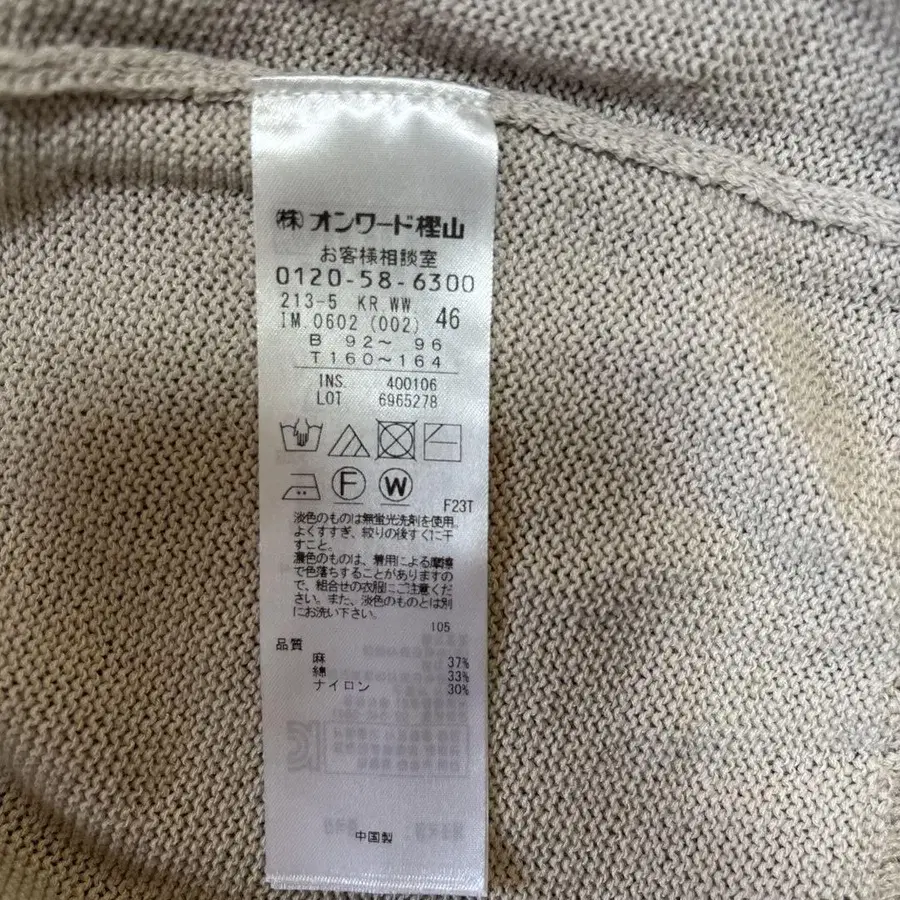 ㈱オンワード樫山
お客様相談室
0120-58-6300
213-5 KR WW
IM.0602 (002) 46
B 92～ 96
T160～164
INS. 400106
LOT 6965278
F W
F23T
淡色のものは無蛍光洗剤を使用。
よくすすぎ、絞りの後すぐに干
すこと。
濃色のものは、着用による摩擦
で色落ちすることがありますの
で、組合せの衣服にご注意くだ
さい。また、淡色のものとは別
にお洗い下さい。
105
品質
麻 37%
綿 33%
ナイロン 30%
中国製